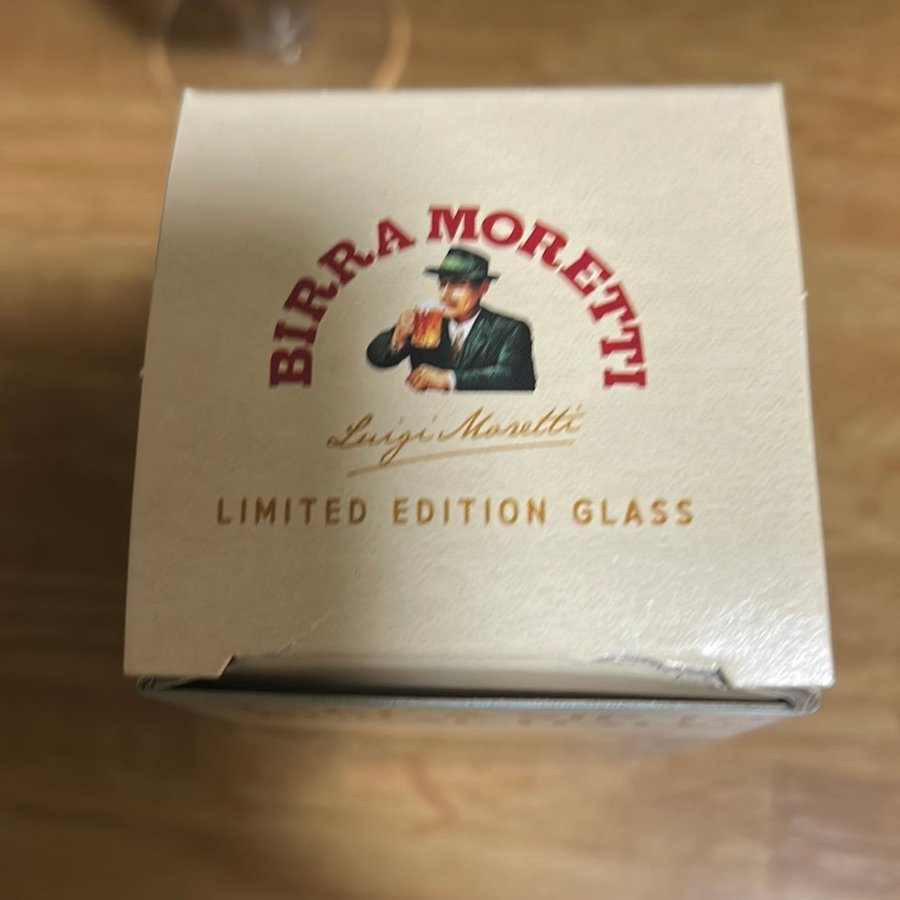 BIRRA MORETTI
Luigi Moretti
LIMITED EDITION GLASS